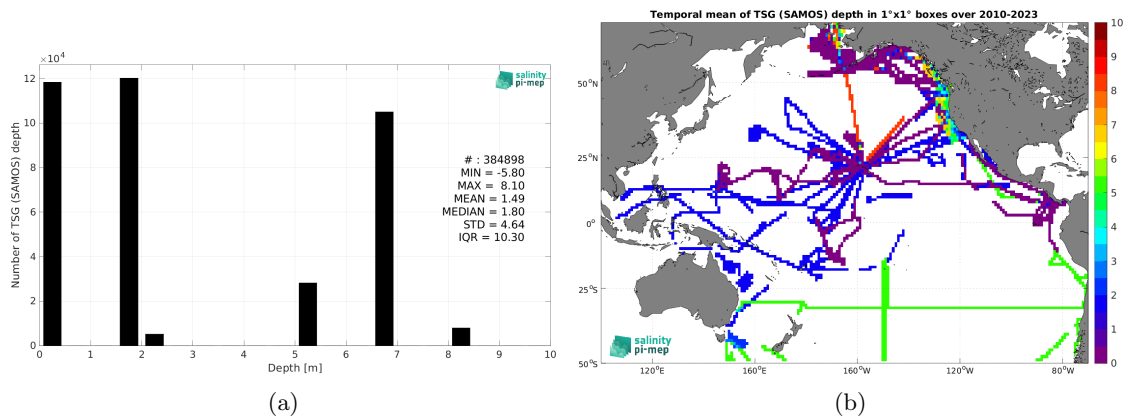 ×10⁴
12
10
8
6
4
2
0
Number of TSG (SAMOS) depth
0 1 2 3 4 5 6 7 8 9 10
Depth [m]
salinity
pi-mep
# : 384898
MIN = -5.80
MAX = 8.10
MEAN = 1.49
MEDIAN = 1.80
STD = 4.64
IQR = 10.30
(a)
Temporal mean of TSG (SAMOS) depth in 1°x1° boxes over 2010-2023
50°N
25°N
0°
25°S
50°S
120°E 160°E 160°W 120°W 80°W
salinity
pi-mep
10
9
8
7
6
5
4
3
2
1
0
(b)